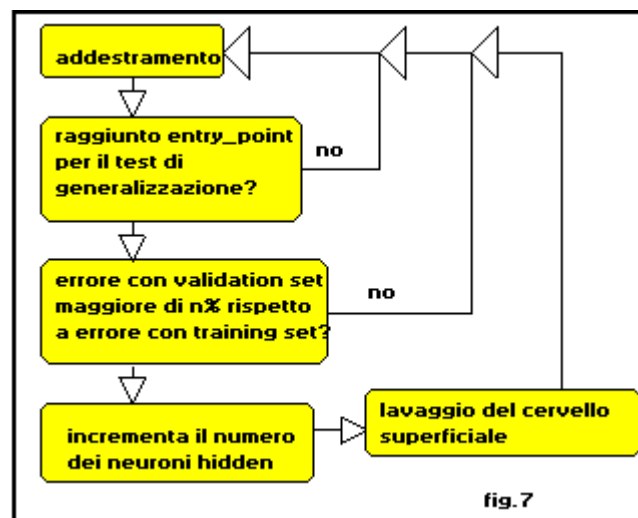 addestramento
raggiunto entry_point
per il test di
generalizzazione?
no
errore con validation set
maggiore di n% rispetto
a errore con training set?
no
incrementa il numero
dei neuroni hidden
lavaggio del cervello
superficiale
fig.7